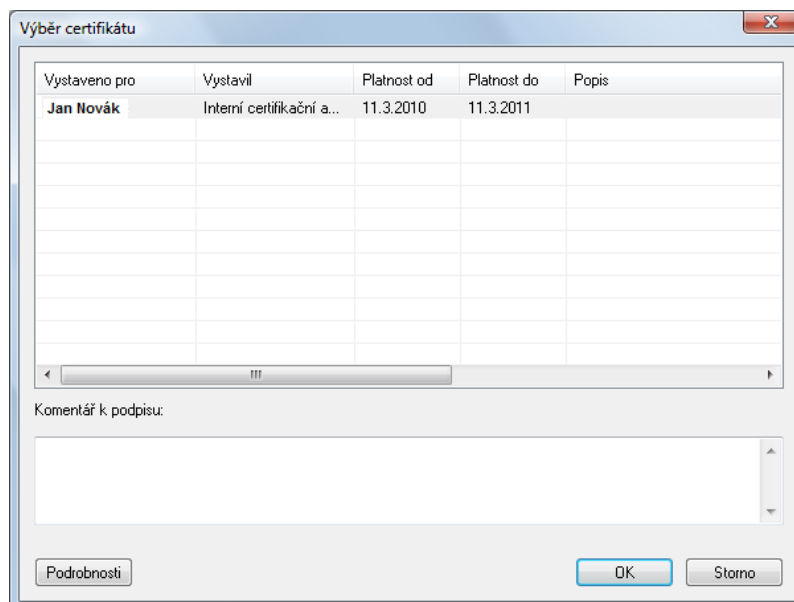 Výběr certifikátu
Vystaveno pro Vystavil Platnost od Platnost do Popis
Jan Novák Interní certifikační a... 11.3.2010 11.3.2011
Komentář k podpisu:
Podrobnosti OK Storno